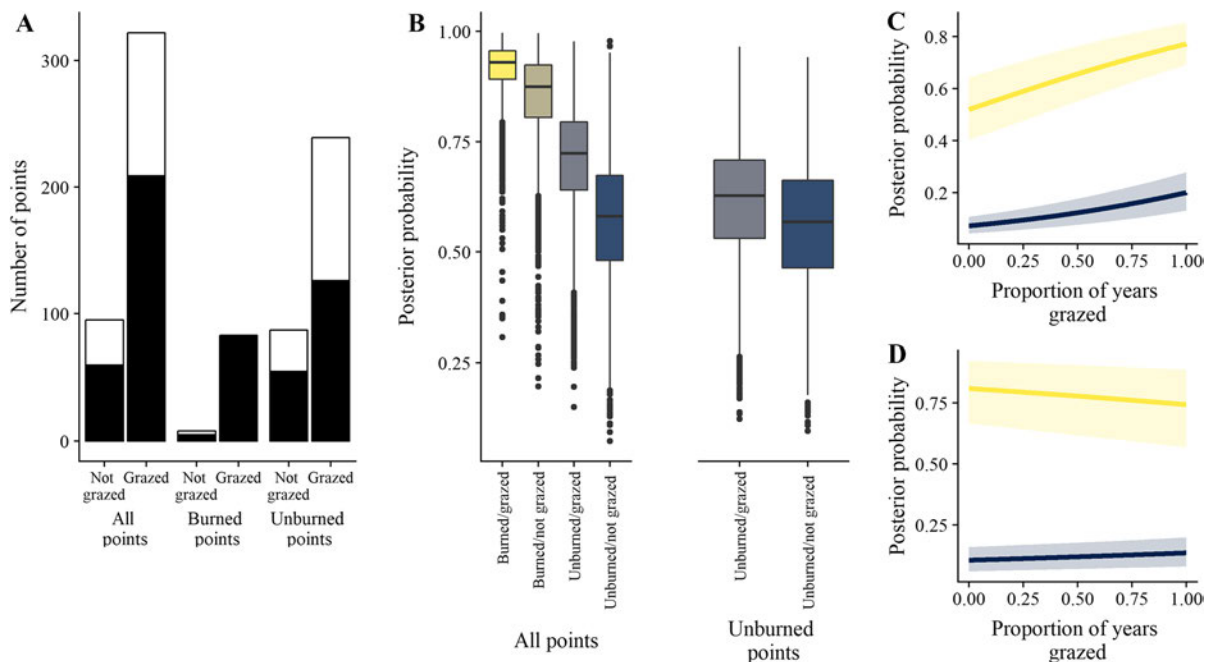 A
Number of points
300
200
100
0
Not grazed
Grazed
Not grazed
Grazed
Not grazed
Grazed
All points
Burned points
Unburned points
B
Posterior probability
1.00
0.75
0.50
0.25
Burned/grazed
Burned/not grazed
Unburned/grazed
Unburned/not grazed
All points
Unburned/grazed
Unburned/not grazed
Unburned points
C
Posterior probability
0.8
0.6
0.4
0.2
0.00 0.25 0.50 0.75 1.00
Proportion of years
grazed
D
Posterior probability
0.75
0.50
0.25
0.00 0.25 0.50 0.75 1.00
Proportion of years
grazed